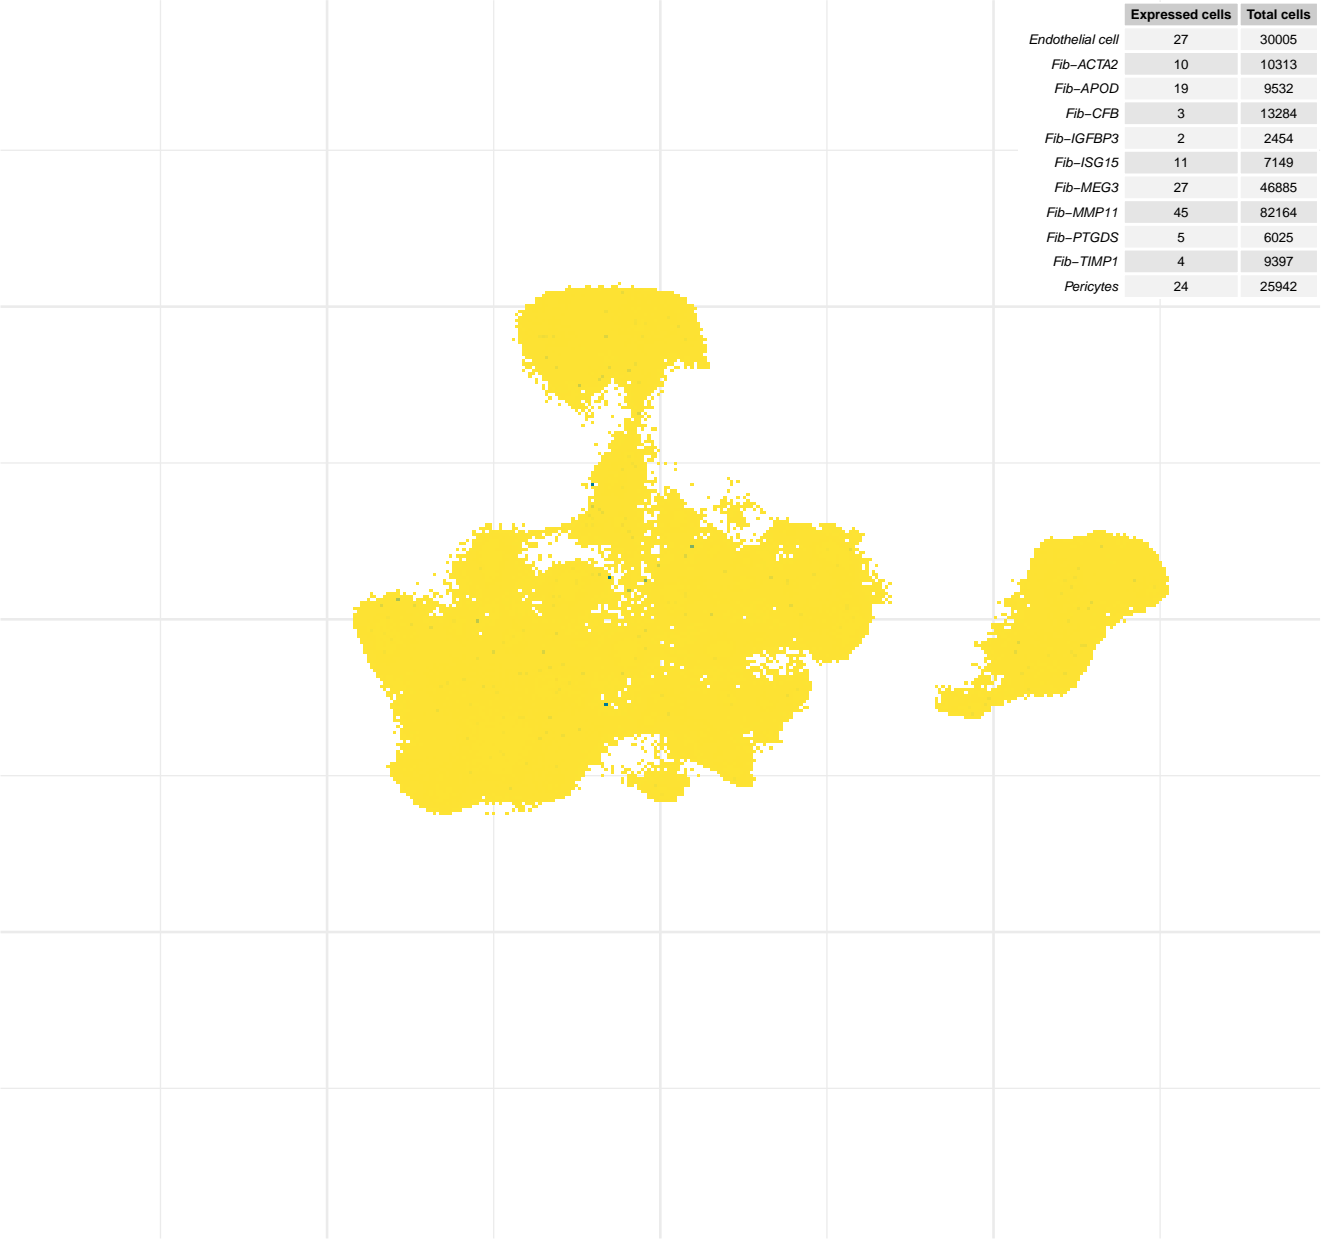 Expressed cells Total cells
Endothelial cell 27 30005
Fib−ACTA2 10 10313
Fib−APOD 19 9532
Fib−CFB 3 13284
Fib−IGFBP3 2 2454
Fib−ISG15 11 7149
Fib−MEG3 27 46885
Fib−MMP11 45 82164
Fib−PTGDS 5 6025
Fib−TIMP1 4 9397
Pericytes 24 25942